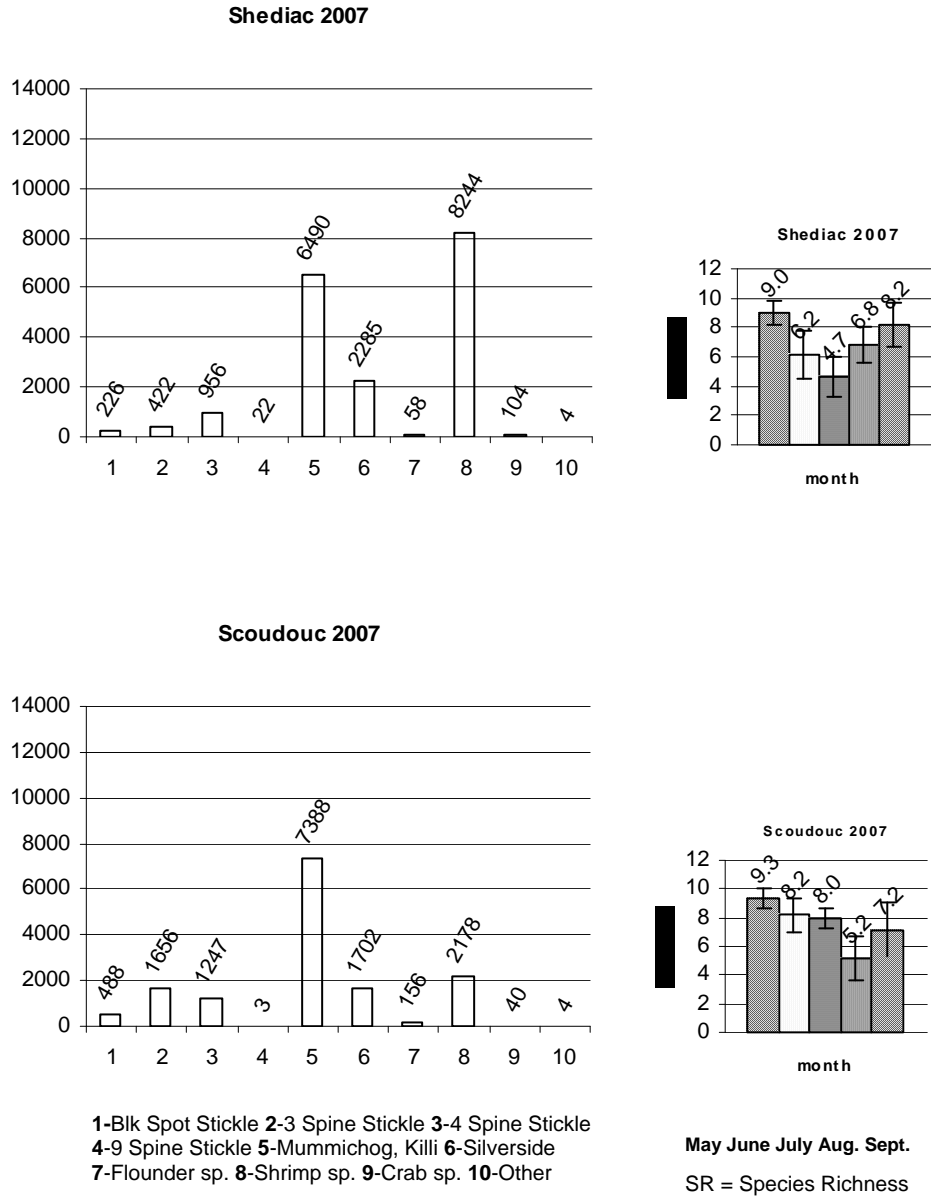 Shediac 2007
14000
12000
10000
8000
6000
4000
2000
0
226 422 956 22 6490 2285 58 8244 104 4
1 2 3 4 5 6 7 8 9 10
Shediac 2007
12
10
8
6
4
2
0
9.0 6.2 4.7 6.8 8.2
month
Scoudouc 2007
14000
12000
10000
8000
6000
4000
2000
0
488 1656 1247 3 7388 1702 156 2178 40 4
1 2 3 4 5 6 7 8 9 10
Scoudouc 2007
12
10
8
6
4
2
0
9.3 8.2 8.0 5.2 7.2
month
1-Blk Spot Stickle 2-3 Spine Stickle 3-4 Spine Stickle
4-9 Spine Stickle 5-Mummichog, Killi 6-Silverside
7-Flounder sp. 8-Shrimp sp. 9-Crab sp. 10-Other
May June July Aug. Sept.
SR = Species Richness